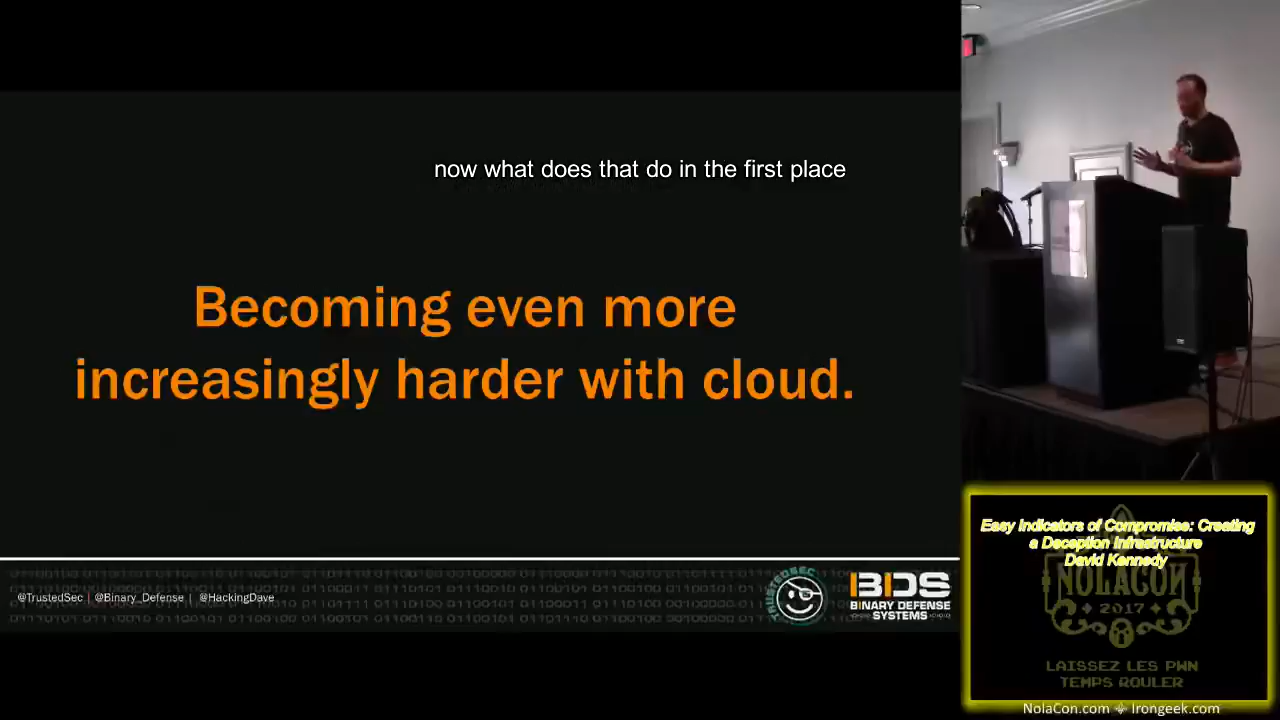 now what does that do in the first place
Becoming even more
increasingly harder with cloud.
@TrustedSec | @Binary_Defense | @HackingDave
TRUSTEDSEC
BDS
BINARY DEFENSE
SYSTEMS
Easy Indicators of Compromise: Creating
a Deception Infrastructure
David Kennedy
NOLACON
2017
LAISSEZ LES PWN
TEMPS ROULER
NolaCon.com Irongeek.com